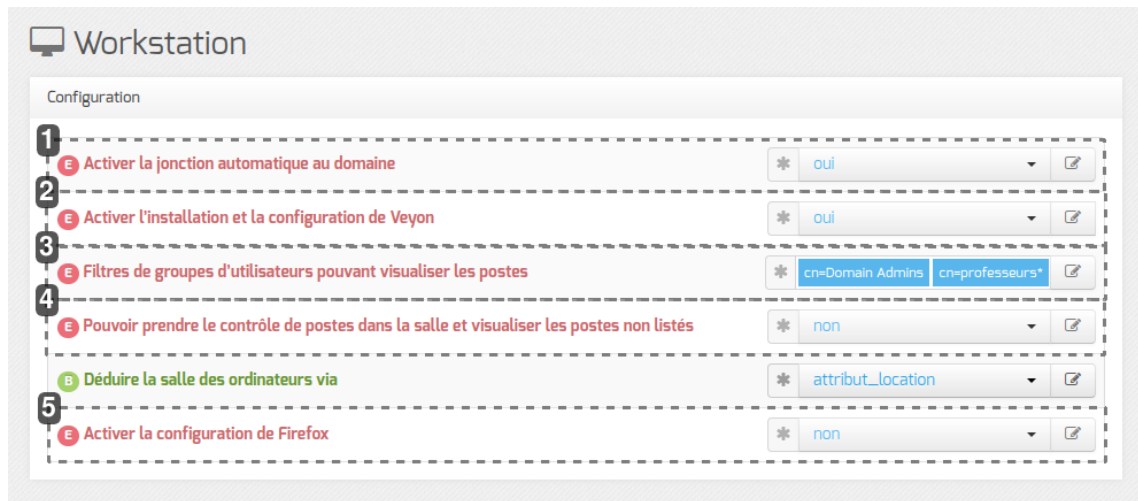 Workstation
Configuration
1
E Activer la jonction automatique au domaine oui
2
E Activer l'installation et la configuration de Veyon oui
3
E Filtres de groupes d'utilisateurs pouvant visualiser les postes cn=Domain Admins cn=professeurs*
4
E Pouvoir prendre le contrôle de postes dans la salle et visualiser les postes non listés non
B Déduire la salle des ordinateurs via attribut_location
5
E Activer la configuration de Firefox non